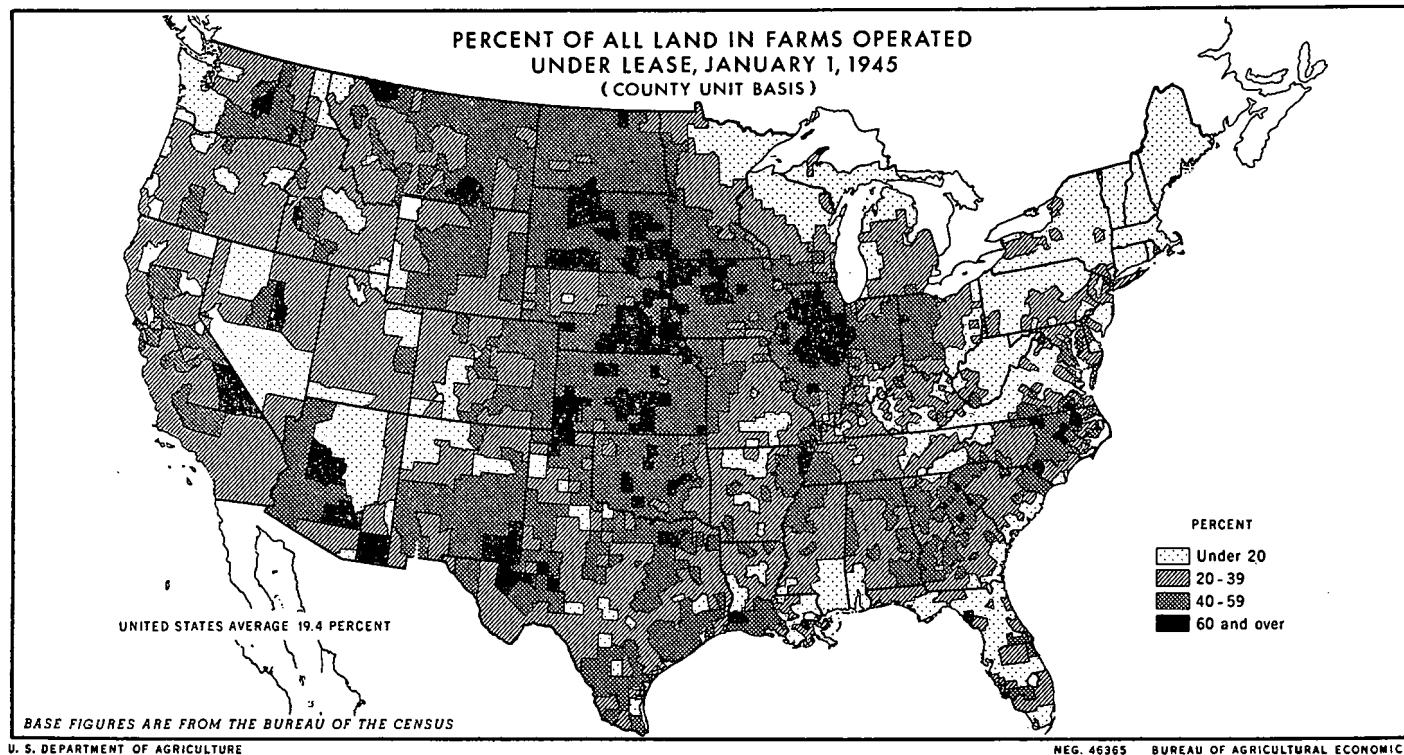 PERCENT OF ALL LAND IN FARMS OPERATED
UNDER LEASE, JANUARY 1, 1945
(COUNTY UNIT BASIS)
PERCENT
Under 20
20 - 39
40 - 59
60 and over
UNITED STATES AVERAGE 19.4 PERCENT
BASE FIGURES ARE FROM THE BUREAU OF THE CENSUS
U. S. DEPARTMENT OF AGRICULTURE
NEG. 46365 BUREAU OF AGRICULTURAL ECONOMIC